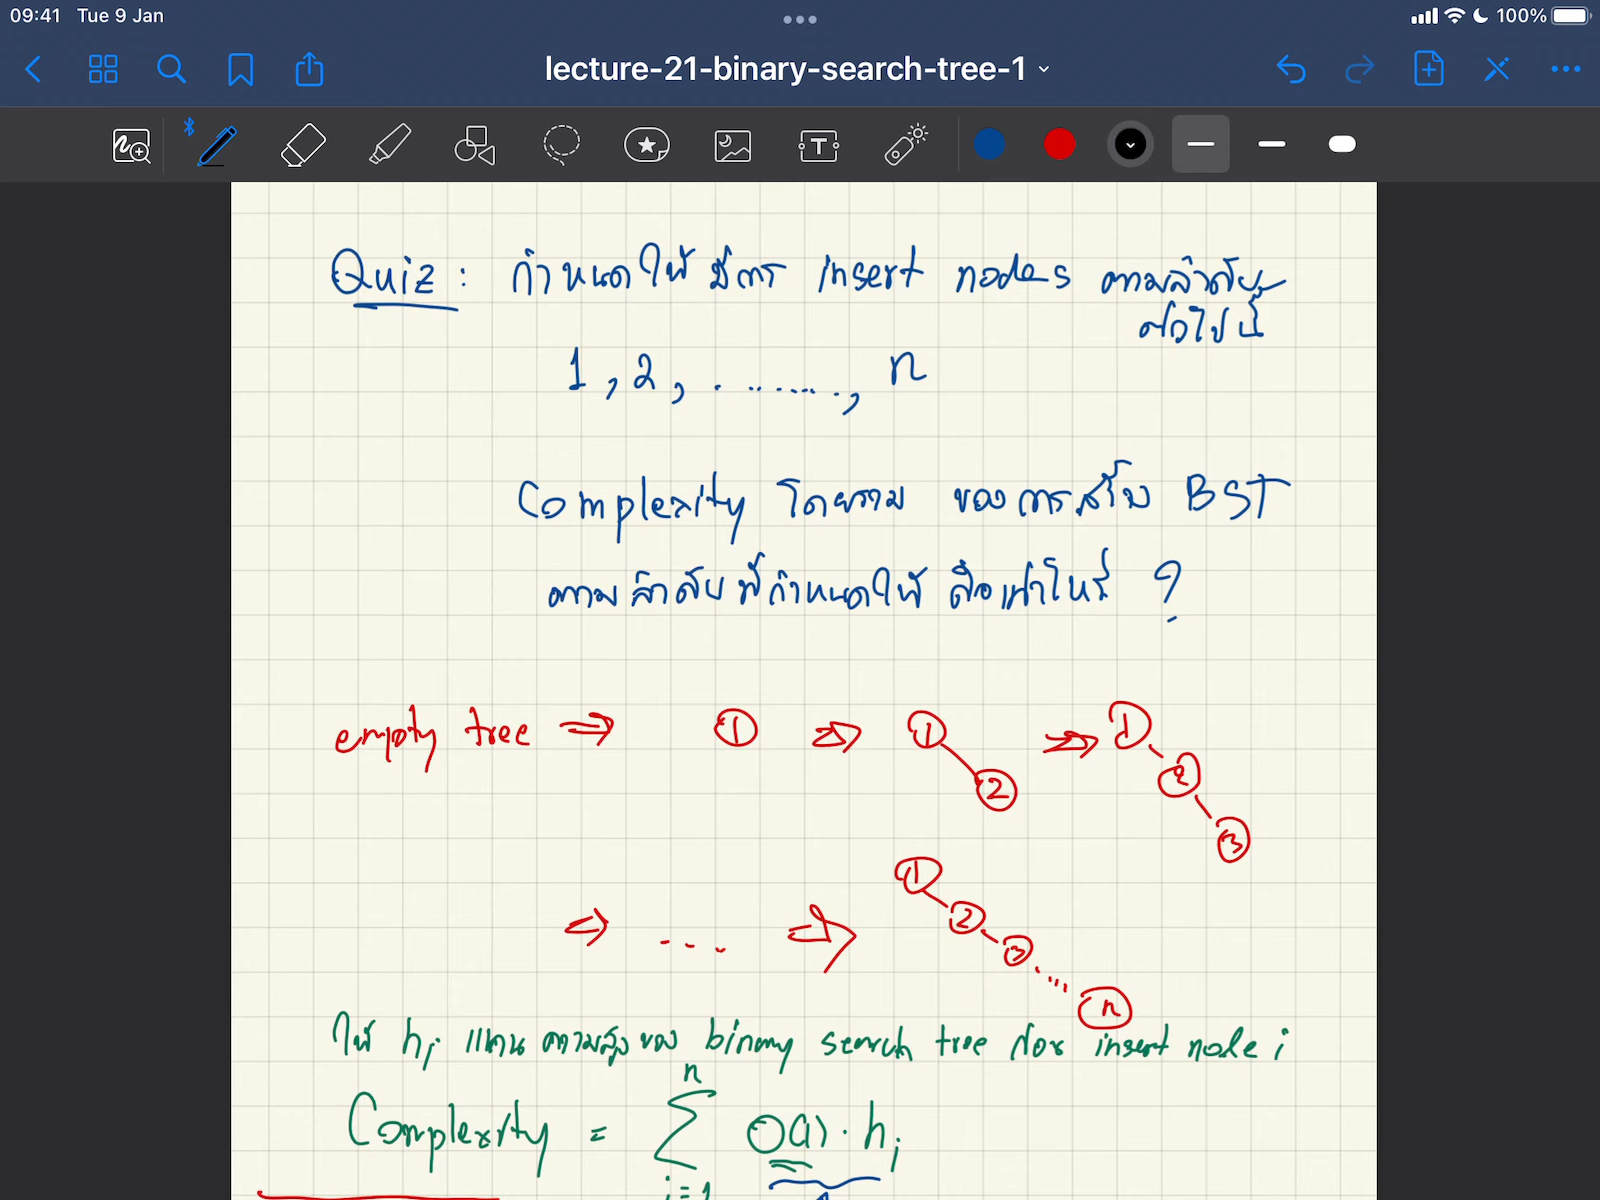 09:41 Tue 9 Jan
100%
lecture-21-binary-search-tree-1
T
Quiz : กำหนดให้ มีการ insert nodes ตามลำดับ
ต่อไปนี้
1 , 2 , ........., n
Complexity โดยรวม ของการสร้าง BST
ตามลำดับที่กำหนดให้ คือเท่าไหร่ ?
empty tree ⇒ 1 ⇒ 1 2 ⇒ 1 2 3
⇒ ... ⇒ 1 2 3 ... n
ให้ hi แทน ความสูงของ binary search tree ก่อน insert node i
n
Complexity = Σ O(1) · hi
i = 1